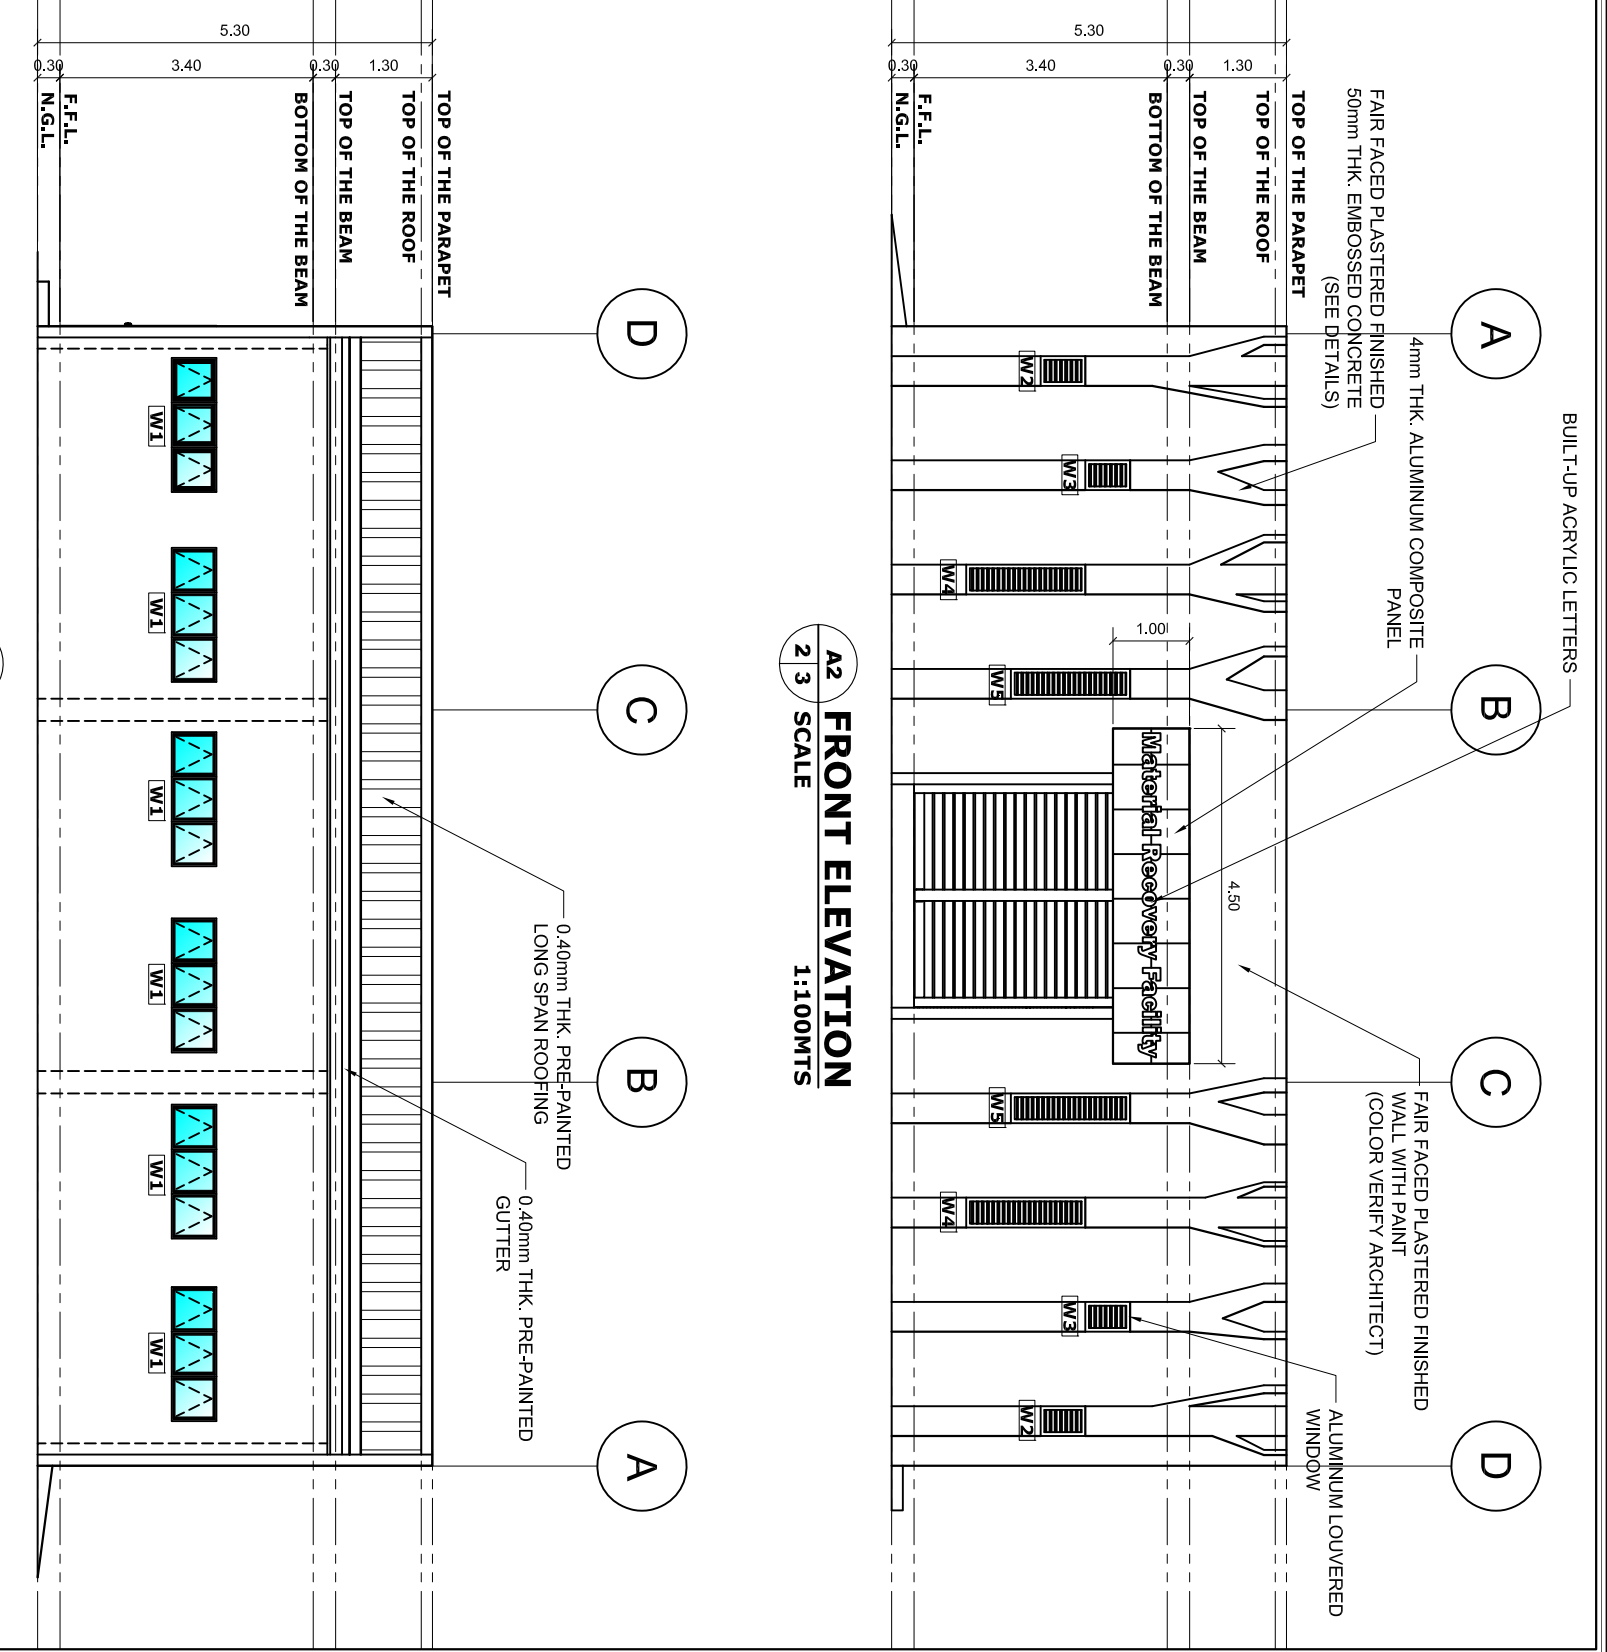 BUILT-UP ACRYLIC LETTERS
4mm THK. ALUMINUM COMPOSITE
PANEL
FAIR FACED PLASTERED FINISHED
50mm THK. EMBOSSED CONCRETE
(SEE DETAILS)
FAIR FACED PLASTERED FINISHED
WALL WITH PAINT
(COLOR VERIFY ARCHITECT)
ALUMINUM LOUVERED
WINDOW
A
B
C
D
TOP OF THE PARAPET
TOP OF THE ROOF
TOP OF THE BEAM
BOTTOM OF THE BEAM
F.F.L.
N.G.L.
5.30
1.30
0.30
3.40
0.30
4.50
1.00
Material Recovery Facility
W2
W3
W4
W5
W5
W4
W3
W2
A2
2 3
FRONT ELEVATION
SCALE 1:100MTS
D
C
B
A
0.40mm THK. PRE-PAINTED
LONG SPAN ROOFING
0.40mm THK. PRE-PAINTED
GUTTER
TOP OF THE PARAPET
TOP OF THE ROOF
TOP OF THE BEAM
BOTTOM OF THE BEAM
F.F.L.
N.G.L.
5.30
1.30
0.30
3.40
0.30
W1
W1
W1
W1
W1
W1